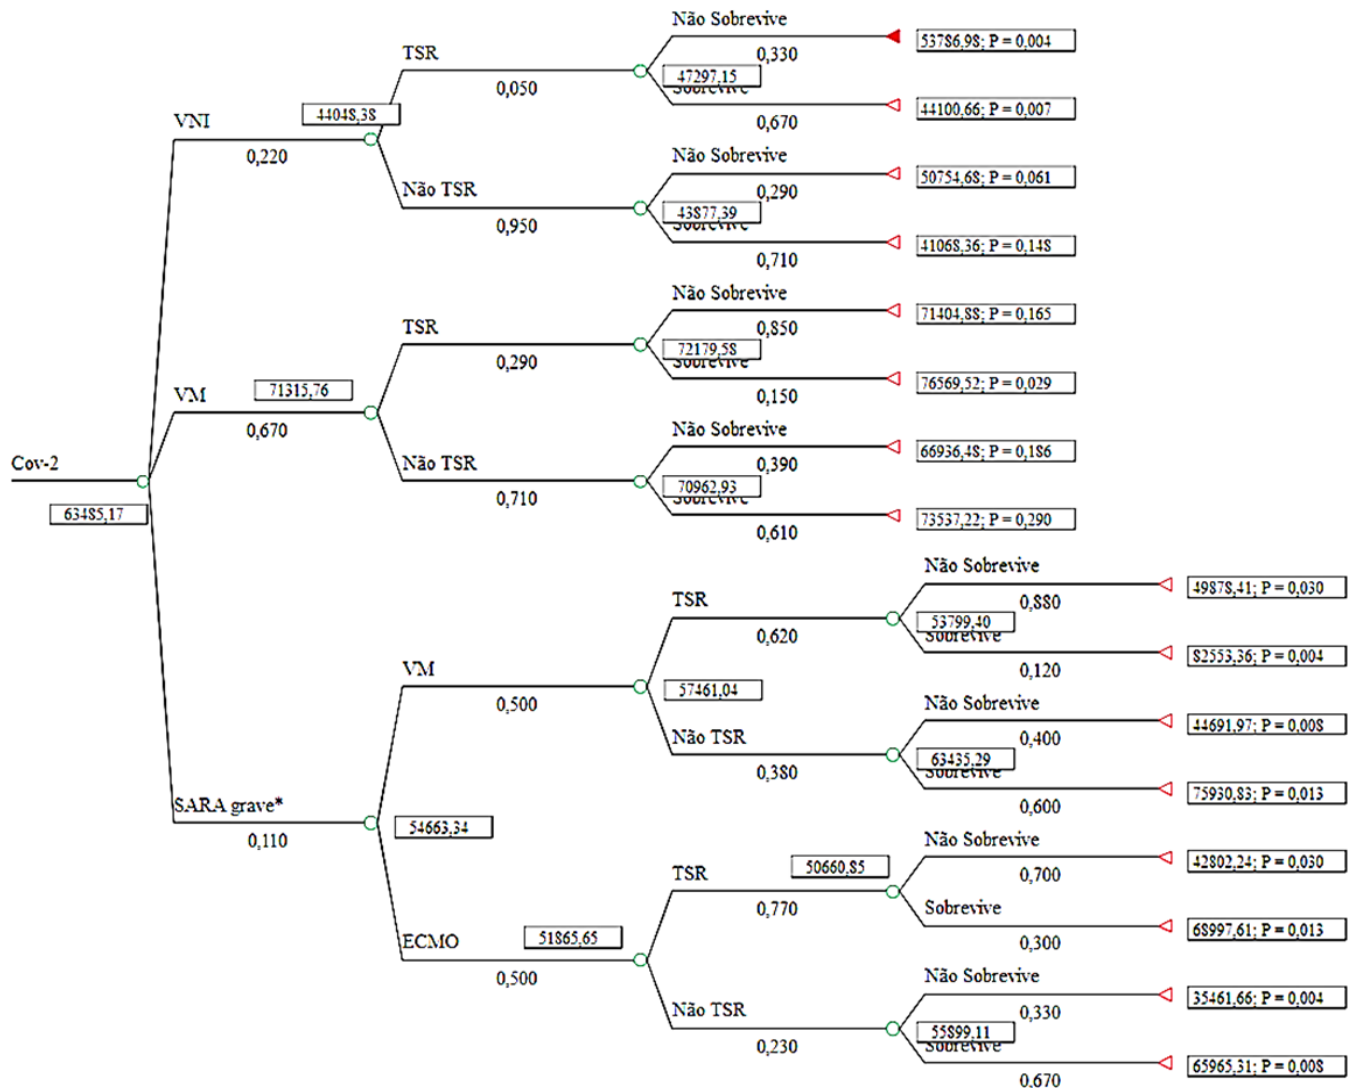 Não Sobrevive
53786,98; P = 0,004
TSR
0,330
0,050
47297,15
Sobrevive
44100,66; P = 0,007
44048,38
VNI
0,670
0,220
Não Sobrevive
50754,68; P = 0,061
Não TSR
0,290
0,950
43877,39
Sobrevive
41068,36; P = 0,148
0,710
Não Sobrevive
71404,88; P = 0,165
TSR
0,850
0,290
72179,58
Sobrevive
76569,52; P = 0,029
71315,76
VM
0,150
0,670
Não Sobrevive
66936,48; P = 0,186
Não TSR
0,390
Cov-2
0,710
70962,93
Sobrevive
63485,17
73537,22; P = 0,290
0,610
Não Sobrevive
49878,41; P = 0,030
TSR
0,880
0,620
53799,40
Sobrevive
82553,36; P = 0,004
VM
0,120
0,500
57461,04
Não Sobrevive
44691,97; P = 0,008
Não TSR
0,400
0,380
63435,29
Sobrevive
75930,83; P = 0,013
SARA grave*
0,600
0,110
54663,34
Não Sobrevive
42802,24; P = 0,030
TSR
50660,85
0,700
0,770
Sobrevive
68997,61; P = 0,013
ECMO
51865,65
0,300
0,500
Não Sobrevive
35461,66; P = 0,004
Não TSR
0,330
0,230
55899,11
Sobrevive
65965,31; P = 0,008
0,670